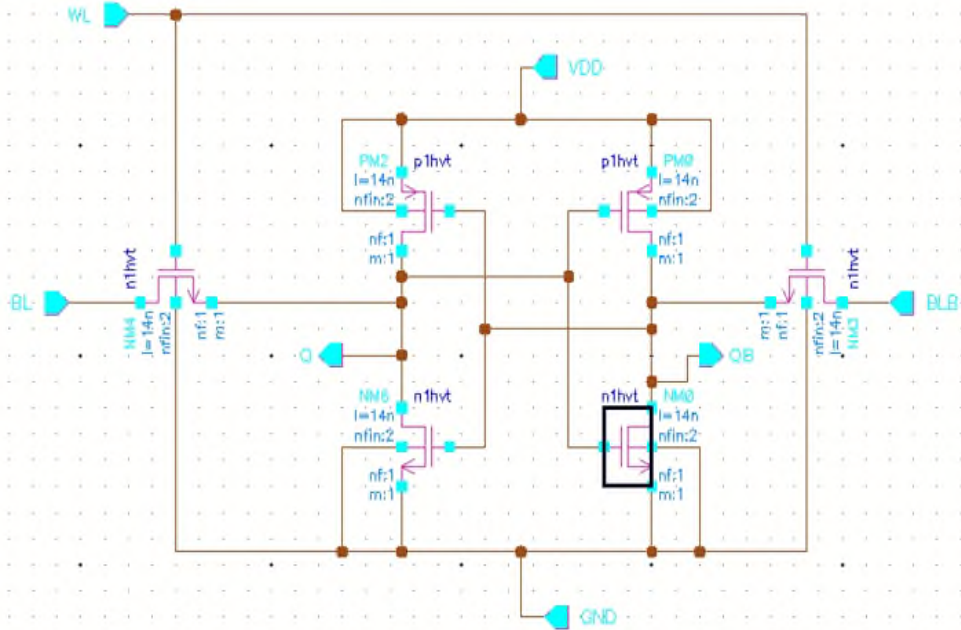 WL
VDD
PM2 p1hvt
l=14n
nfin:2
nf:1
m:1
p1hvt PM0
l=14n
nfin:2
nf:1
m:1
BL
n1hvt
NM4
l=14n
nfin:2
nf:1
m:1
n1hvt
m:1
nf:1
nfin:2
l=14n
NM3
BLB
Q
QB
NM6 n1hvt
l=14n
nfin:2
nf:1
m:1
n1hvt NM0
l=14n
nfin:2
nf:1
m:1
GND